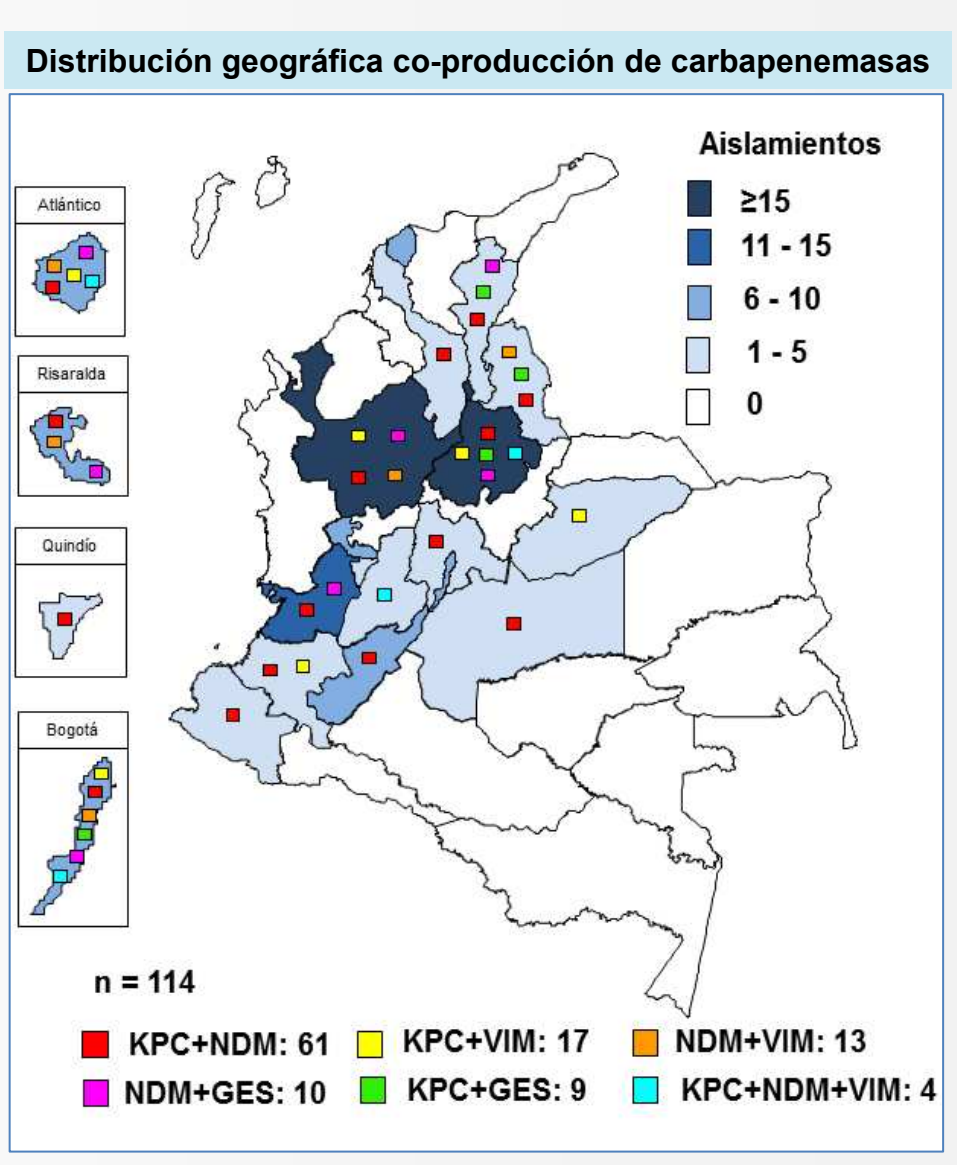 Distribución geográfica co-producción de carbapenemasas
Aislamientos
≥15
11 - 15
6 - 10
1 - 5
0
Atlántico
Risaralda
Quindío
Bogotá
n = 114
KPC+NDM: 61
KPC+VIM: 17
NDM+VIM: 13
NDM+GES: 10
KPC+GES: 9
KPC+NDM+VIM: 4